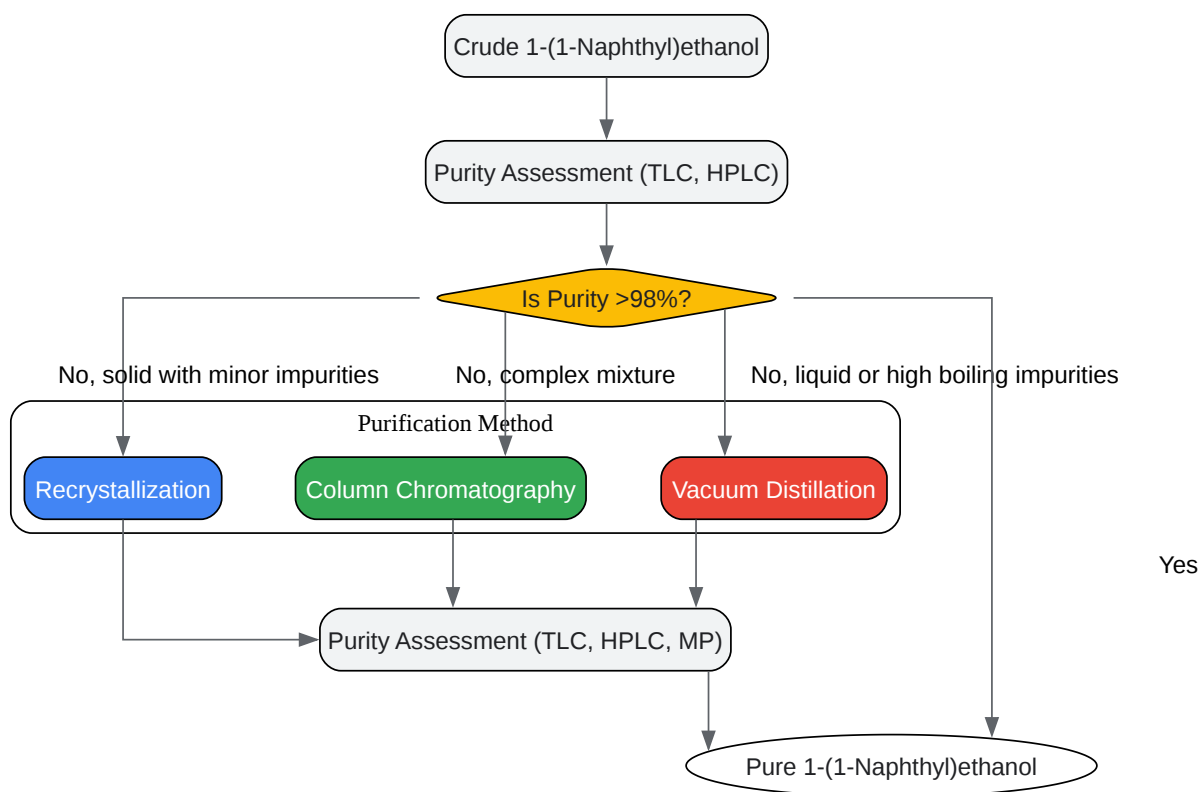 Crude 1-(1-Naphthyl)ethanol
Purity Assessment (TLC, HPLC)
Is Purity >98%?
No, solid with minor impurities
No, complex mixture
No, liquid or high boiling impurities
Purification Method
Recrystallization
Column Chromatography
Vacuum Distillation
Yes
Purity Assessment (TLC, HPLC, MP)
Pure 1-(1-Naphthyl)ethanol